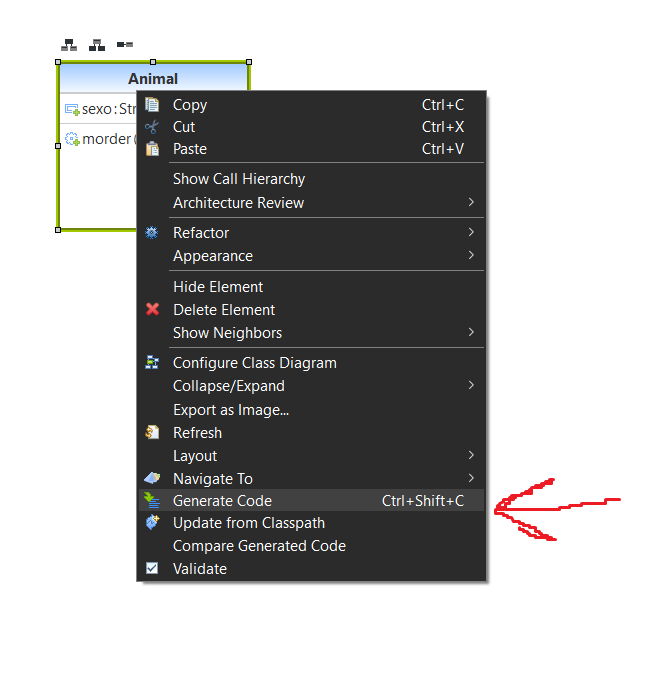 Animal
sexo:Str
morder(
Copy Ctrl+C
Cut Ctrl+X
Paste Ctrl+V
Show Call Hierarchy
Architecture Review
Refactor
Appearance
Hide Element
Delete Element
Show Neighbors
Configure Class Diagram
Collapse/Expand
Export as Image...
Refresh
Layout
Navigate To
Generate Code Ctrl+Shift+C
Update from Classpath
Compare Generated Code
Validate